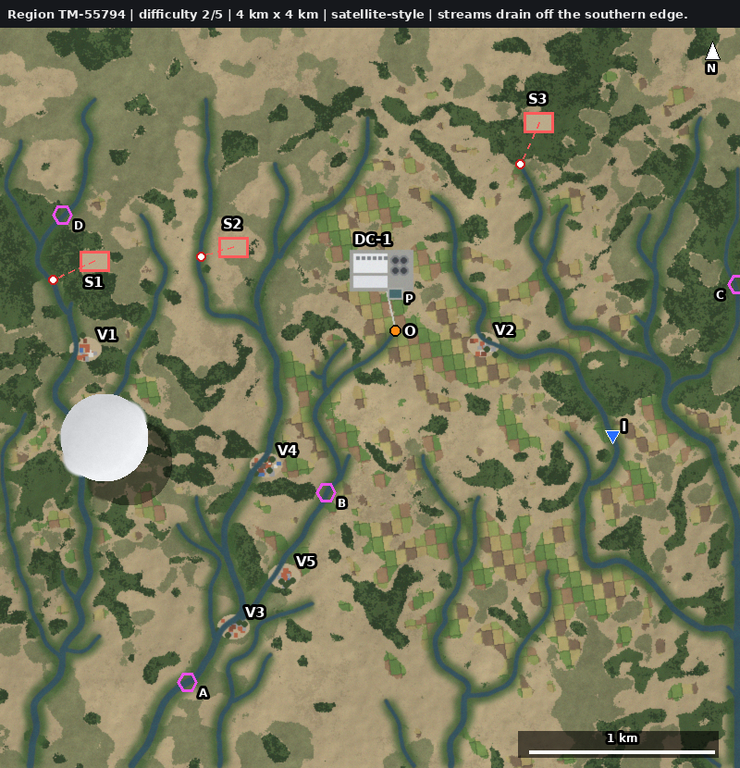 Region TM-55794 | difficulty 2/5 | 4 km x 4 km | satellite-style | streams drain off the southern edge.
N
S3
D
S2
DC-1
S1
P
C
V1
O
V2
I
V4
B
V5
V3
A
1 km